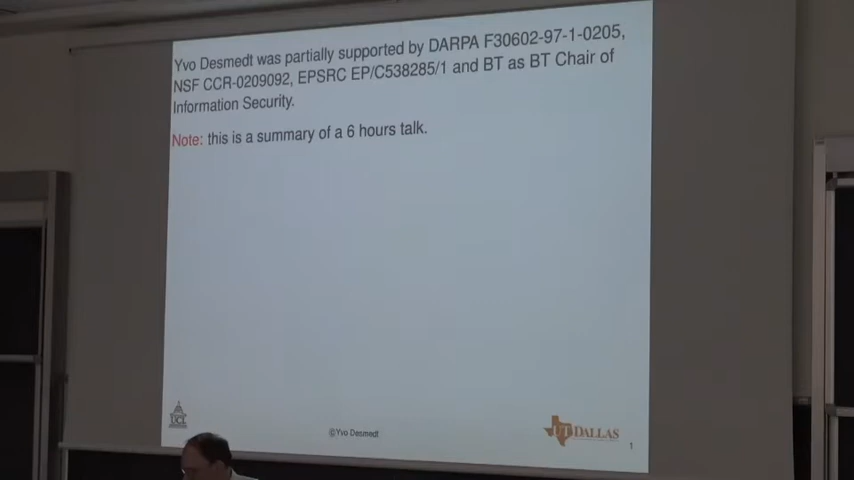 Yvo Desmedt was partially supported by DARPA F30602-97-1-0205,
NSF CCR-0209092, EPSRC EP/C538285/1 and BT as BT Chair of
Information Security.
Note: this is a summary of a 6 hours talk.
UCL
©Yvo Desmedt
UT DALLAS
1